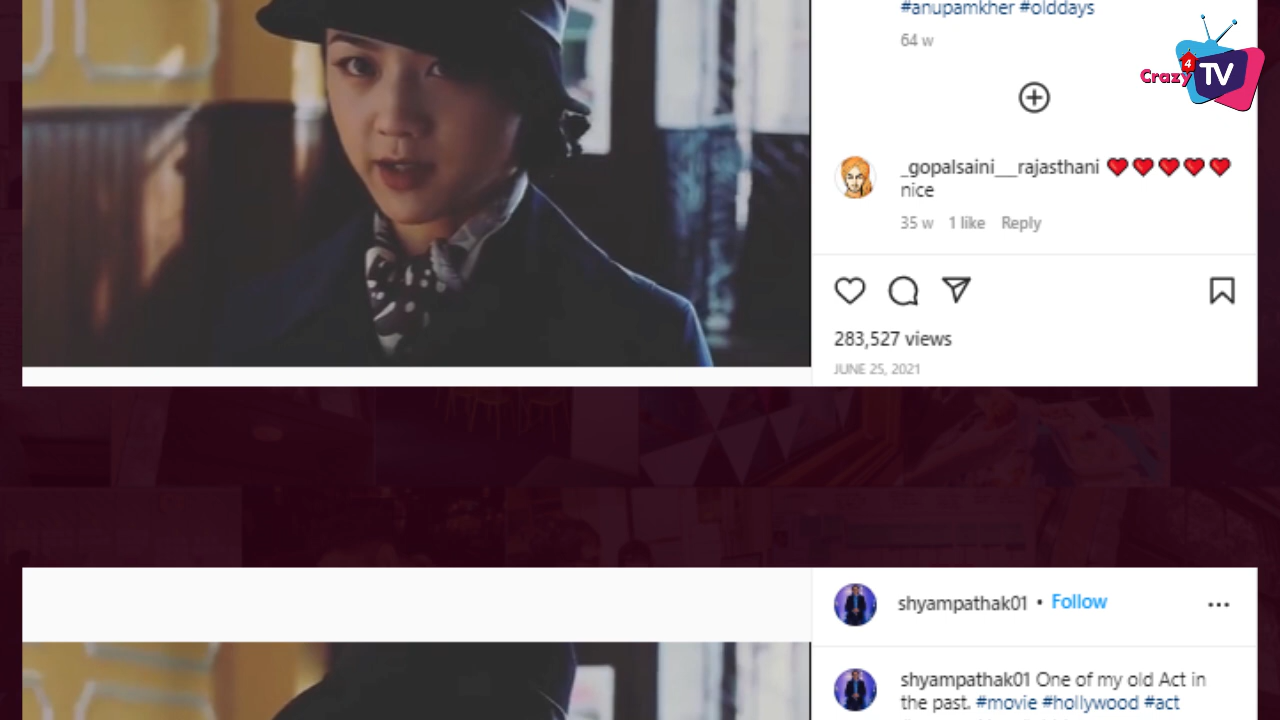 #anupamkher #olddays
64 w
Crazy 4 TV
_gopalsaini__rajasthani ❤️❤️❤️❤️❤️
nice
35 w 1 like Reply
283,527 views
JUNE 25, 2021
shyampathak01 • Follow
shyampathak01 One of my old Act in
the past. #movie #hollywood #act